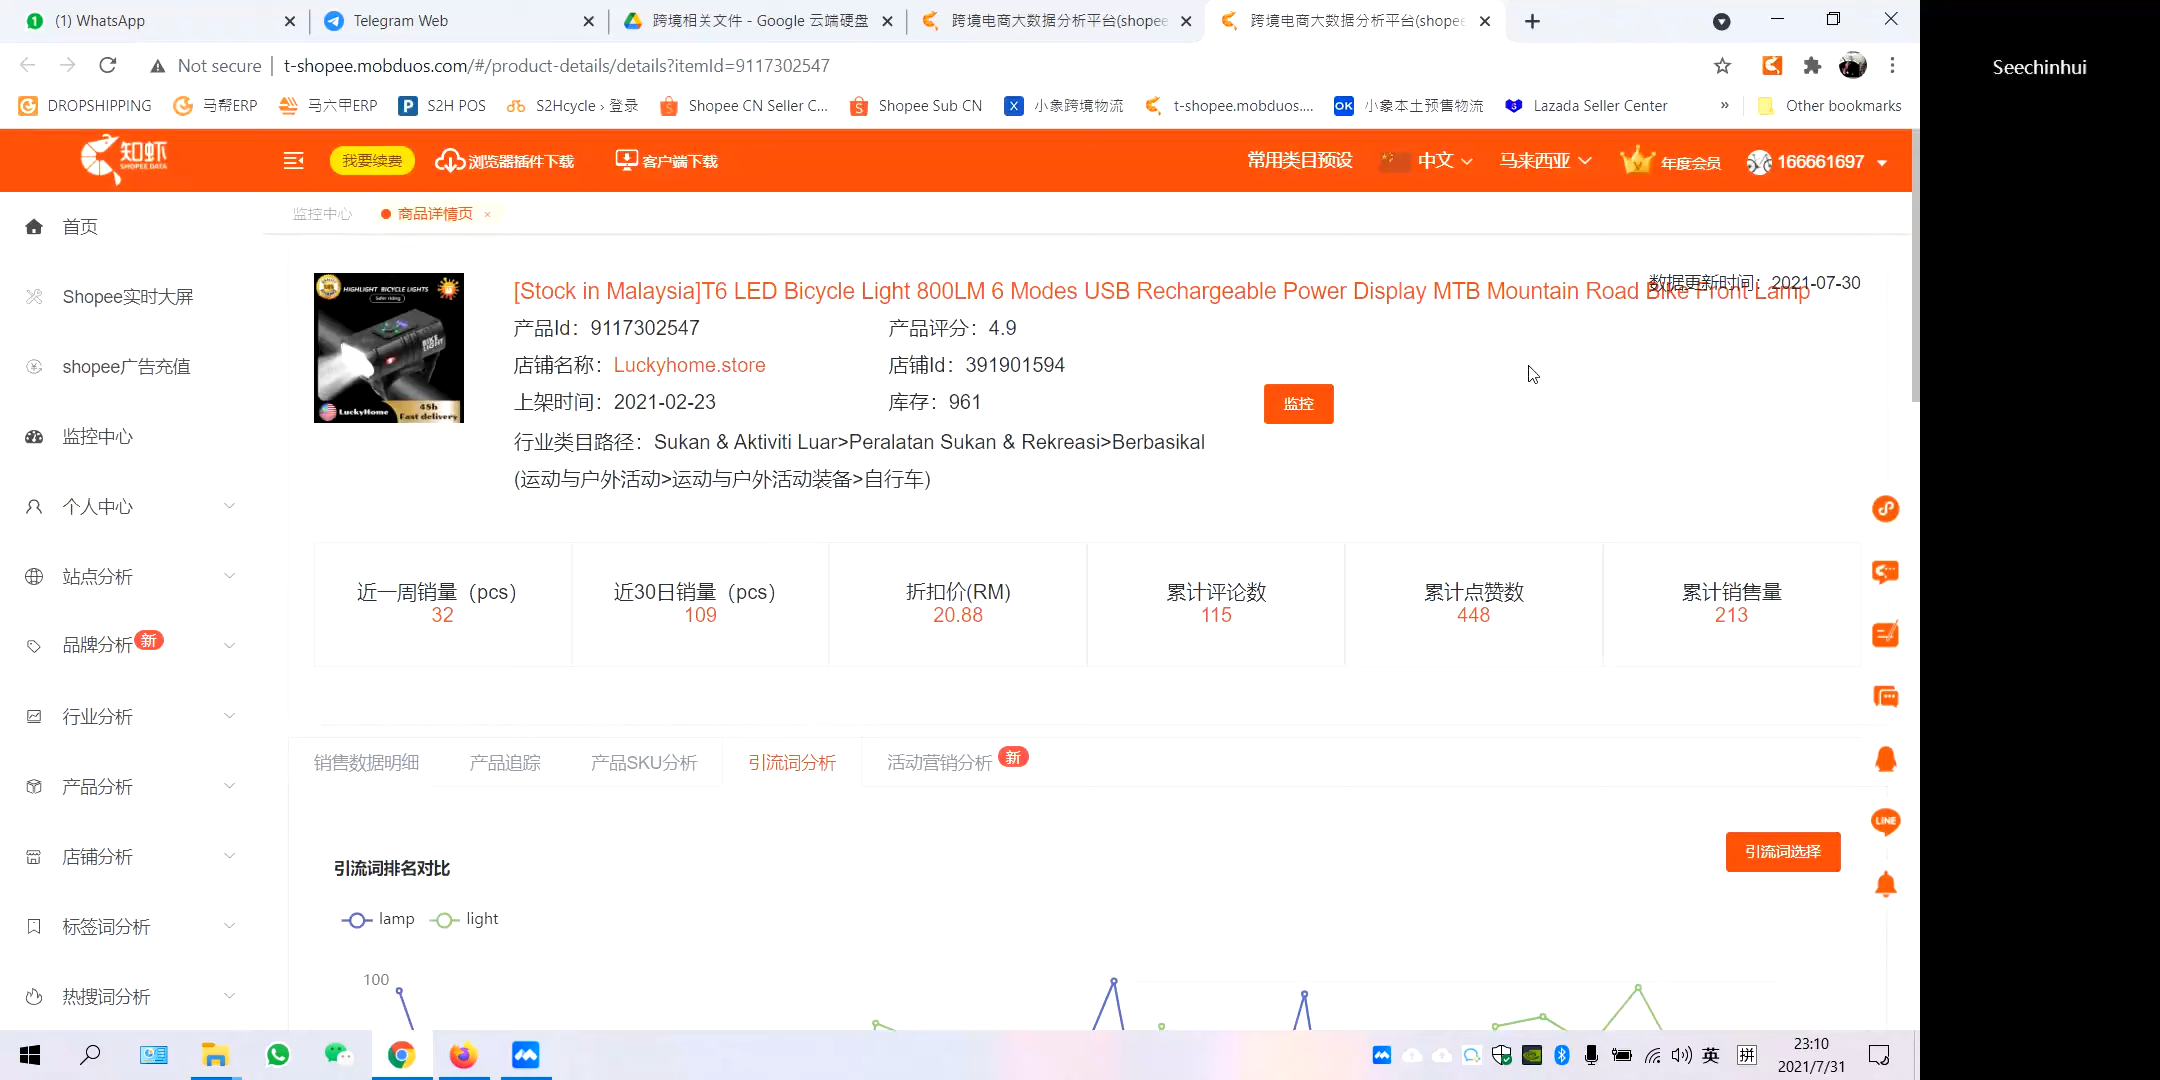 (1) WhatsApp
Telegram Web
跨境相关文件 - Google 云端硬盘
跨境电商大数据分析平台(shopee
跨境电商大数据分析平台(shopee
Not secure
t-shopee.mobduos.com/#/product-details/details?itemId=9117302547
Seechinhui
DROPSHIPPING
马帮ERP
马六甲ERP
S2H POS
S2Hcycle › 登录
Shopee CN Seller C...
Shopee Sub CN
小象跨境物流
t-shopee.mobduos....
OK
小象本土预售物流
Lazada Seller Center
»
Other bookmarks
知虾
SHOPEE DATA
我要续费
浏览器插件下载
客户端下载
常用类目预设
中文
马来西亚
年度会员
166661697
监控中心
商品详情页
首页
Shopee实时大屏
shopee广告充值
监控中心
个人中心
站点分析
品牌分析 新
行业分析
产品分析
店铺分析
标签词分析
热搜词分析
HIGHLIGHT BICYCLE LIGHTS
Safer riding
BIKE LIGHT
LuckyHome
48h
Fast delivery
数据更新时间：2021-07-30
[Stock in Malaysia]T6 LED Bicycle Light 800LM 6 Modes USB Rechargeable Power Display MTB Mountain Road Bike Front Lamp
产品Id：9117302547
产品评分：4.9
店铺名称：Luckyhome.store
店铺Id：391901594
上架时间：2021-02-23
库存：961
监控
行业类目路径：Sukan & Aktiviti Luar>Peralatan Sukan & Rekreasi>Berbasikal
(运动与户外活动>运动与户外活动装备>自行车)
近一周销量（pcs）
32
近30日销量（pcs）
109
折扣价(RM)
20.88
累计评论数
115
累计点赞数
448
累计销售量
213
销售数据明细
产品追踪
产品SKU分析
引流词分析
活动营销分析 新
引流词排名对比
引流词选择
lamp
light
100
LINE
英
拼
23:10
2021/7/31